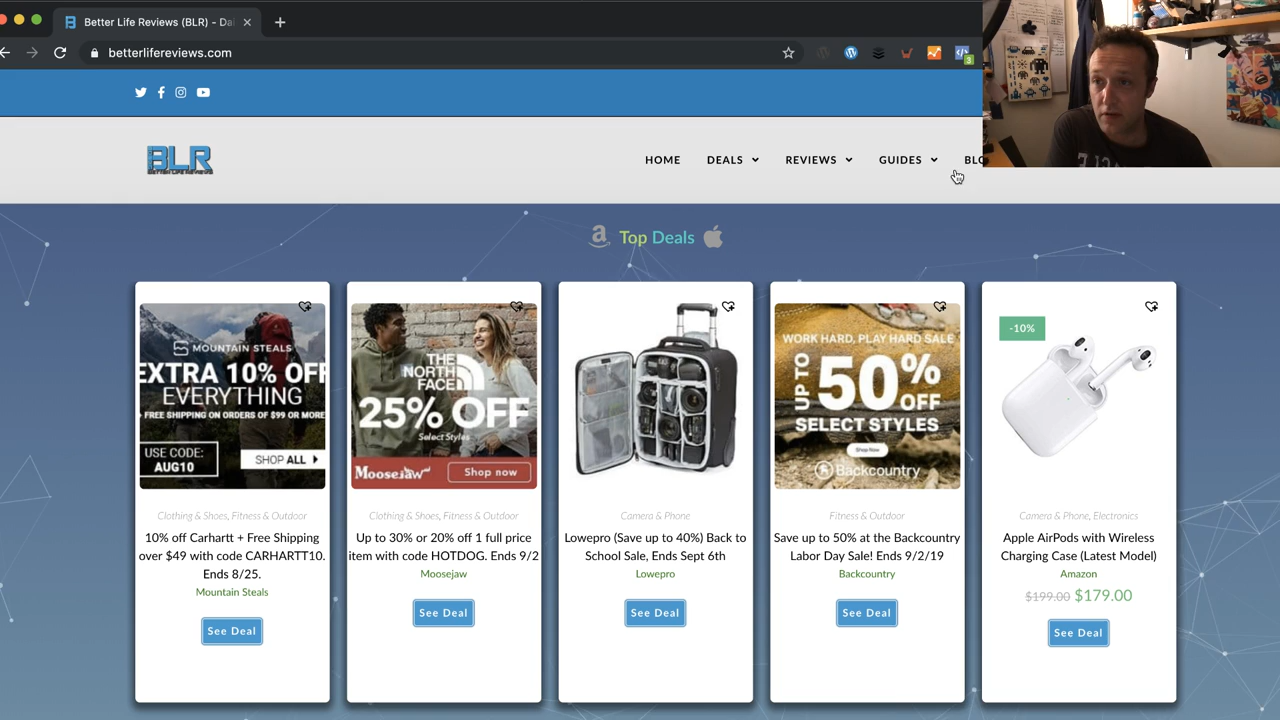 Better Life Reviews (BLR) - Dai
betterlifereviews.com
3
BLR
BETTER LIFE REVIEWS
HOME
DEALS
REVIEWS
GUIDES
BLO
Top Deals
MOUNTAIN STEALS
EXTRA 10% OFF
EVERYTHING
FREE SHIPPING ON ORDERS OF $99 OR MORE
USE CODE:
AUG10
SHOP ALL
Clothing & Shoes, Fitness & Outdoor
10% off Carhartt + Free Shipping
over $49 with code CARHARTT10.
Ends 8/25.
Mountain Steals
See Deal
THE
NORTH
FACE
25% OFF
Select Styles
Moosejaw
Shop now
Clothing & Shoes, Fitness & Outdoor
Up to 30% or 20% off 1 full price
item with code HOTDOG. Ends 9/2
Moosejaw
See Deal
Camera & Phone
Lowepro (Save up to 40%) Back to
School Sale, Ends Sept 6th
Lowepro
See Deal
WORK HARD, PLAY HARD SALE
UP TO
50%
OFF
SELECT STYLES
Shop Now
Backcountry
Fitness & Outdoor
Save up to 50% at the Backcountry
Labor Day Sale! Ends 9/2/19
Backcountry
See Deal
-10%
Camera & Phone, Electronics
Apple AirPods with Wireless
Charging Case (Latest Model)
Amazon
$199.00 $179.00
See Deal